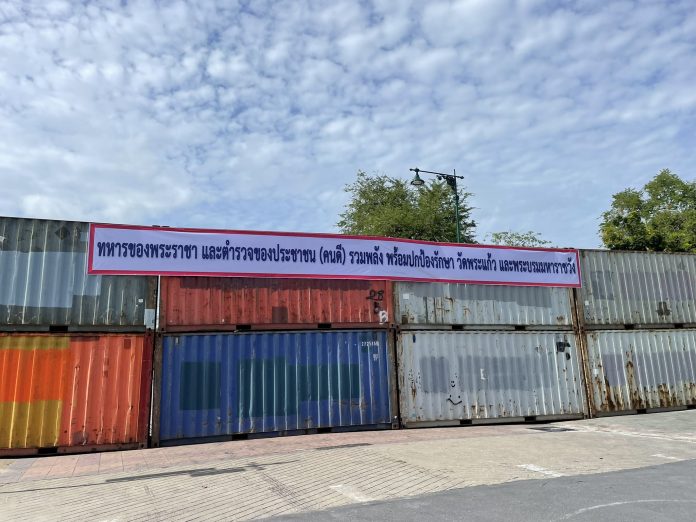 ทหารของพระราชา และตำรวจของประชาชน (คนดี) รวมพลัง พร้อมปกป้องรักษา วัดพระแก้ว และพระบรมมหาราชวัง